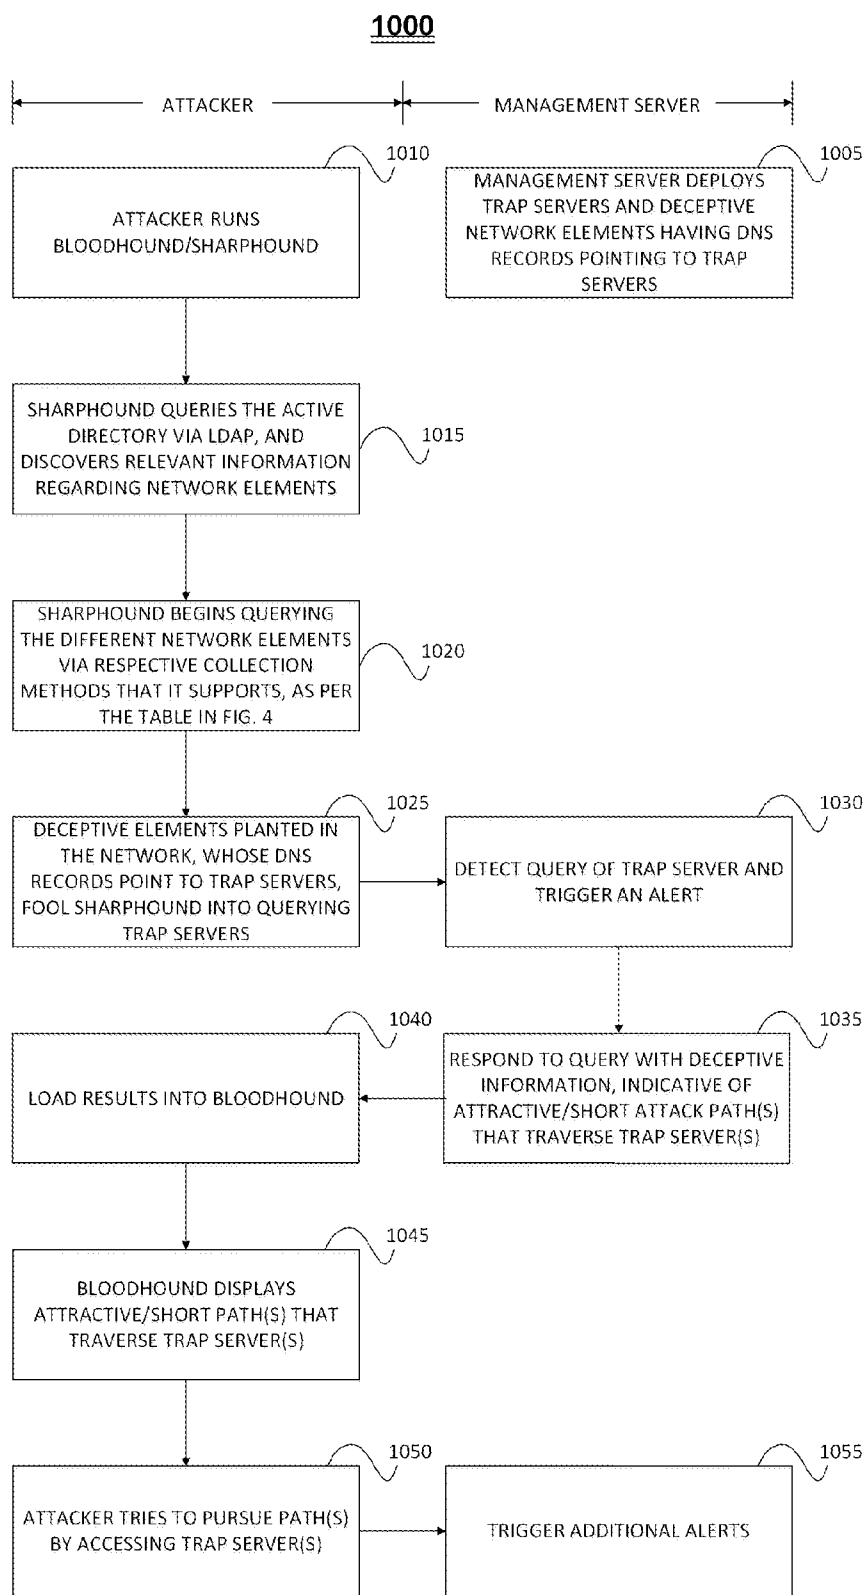 1000
ATTACKER
MANAGEMENT SERVER
1010
1005
ATTACKER RUNS
BLOODHOUND/SHARPHOUND
MANAGEMENT SERVER DEPLOYS
TRAP SERVERS AND DECEPTIVE
NETWORK ELEMENTS HAVING DNS
RECORDS POINTING TO TRAP
SERVERS
SHARPHOUND QUERIES THE ACTIVE
DIRECTORY VIA LDAP, AND
DISCOVERS RELEVANT INFORMATION
REGARDING NETWORK ELEMENTS
1015
SHARPHOUND BEGINS QUERYING
THE DIFFERENT NETWORK ELEMENTS
VIA RESPECTIVE COLLECTION
METHODS THAT IT SUPPORTS, AS PER
THE TABLE IN FIG. 4
1020
1025
1030
DECEPTIVE ELEMENTS PLANTED IN
THE NETWORK, WHOSE DNS
RECORDS POINT TO TRAP SERVERS,
FOOL SHARPHOUND INTO QUERYING
TRAP SERVERS
DETECT QUERY OF TRAP SERVER AND
TRIGGER AN ALERT
1040
1035
LOAD RESULTS INTO BLOODHOUND
RESPOND TO QUERY WITH DECEPTIVE
INFORMATION, INDICATIVE OF
ATTRACTIVE/SHORT ATTACK PATH(S)
THAT TRAVERSE TRAP SERVER(S)
1045
BLOODHOUND DISPLAYS
ATTRACTIVE/SHORT PATH(S) THAT
TRAVERSE TRAP SERVER(S)
1050
1055
ATTACKER TRIES TO PURSUE PATH(S)
BY ACCESSING TRAP SERVER(S)
TRIGGER ADDITIONAL ALERTS